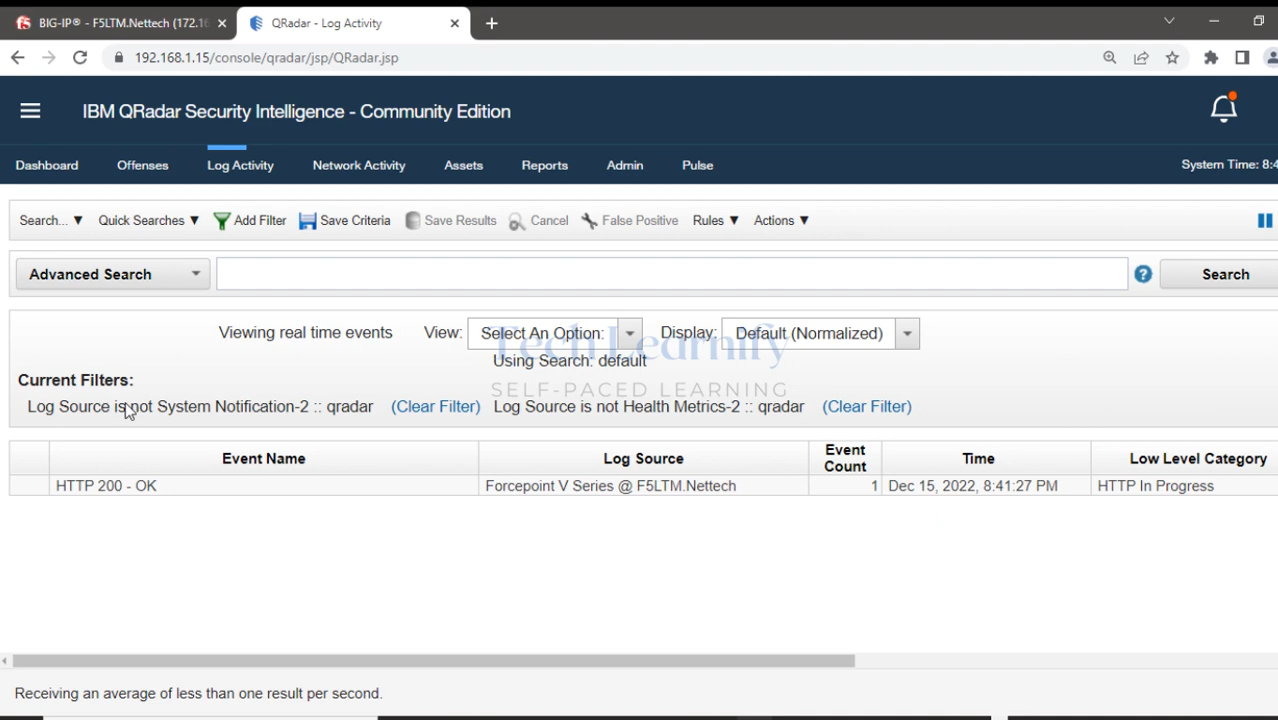 BIG-IP® - F5LTM.Nettech (172.16
QRadar - Log Activity
192.168.1.15/console/qradar/jsp/QRadar.jsp
IBM QRadar Security Intelligence - Community Edition
Dashboard Offenses Log Activity Network Activity Assets Reports Admin Pulse System Time: 8:4
Search... Quick Searches Add Filter Save Criteria Save Results Cancel False Positive Rules Actions
Advanced Search Search
Viewing real time events View: Select An Option: Display: Default (Normalized)
Tech Learnify
Using Search: default
SELF-PACED LEARNING
Current Filters:
Log Source is not System Notification-2 :: qradar (Clear Filter) Log Source is not Health Metrics-2 :: qradar (Clear Filter)
Event Name Log Source Event Count Time Low Level Category
HTTP 200 - OK Forcepoint V Series @ F5LTM.Nettech 1 Dec 15, 2022, 8:41:27 PM HTTP In Progress
Receiving an average of less than one result per second.